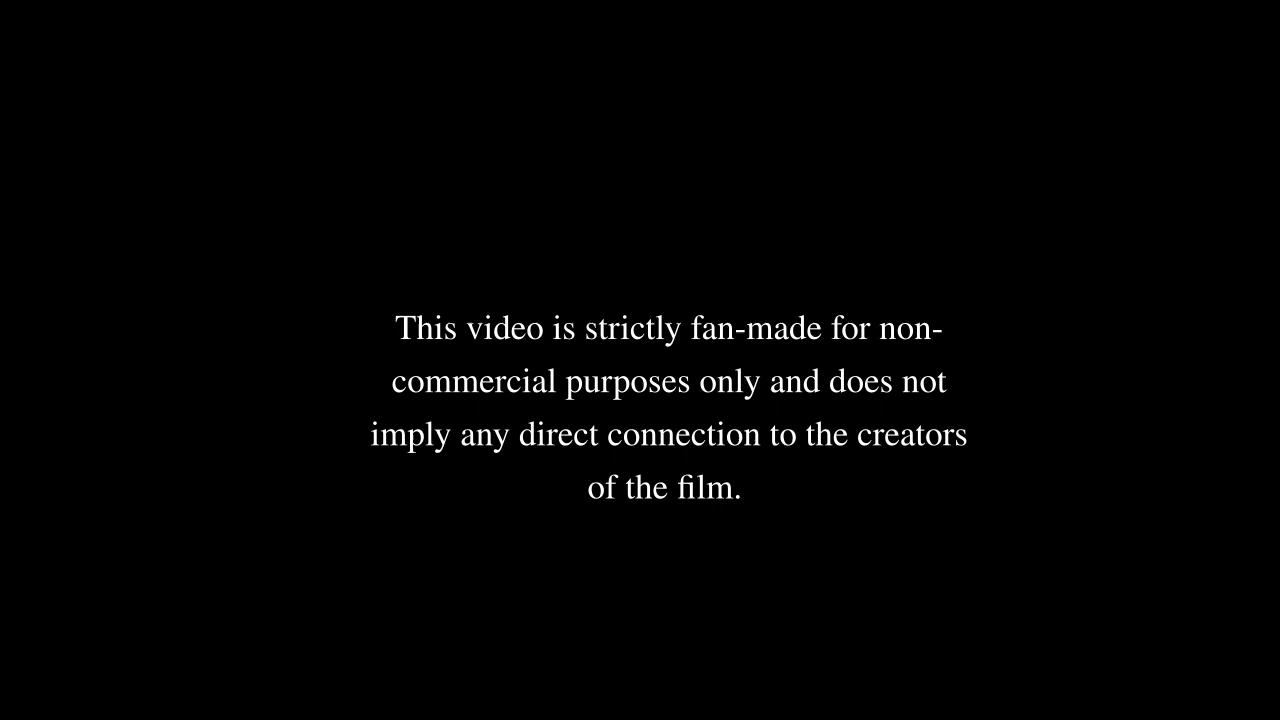 This video is strictly fan-made for non-
commercial purposes only and does not
imply any direct connection to the creators
of the film.